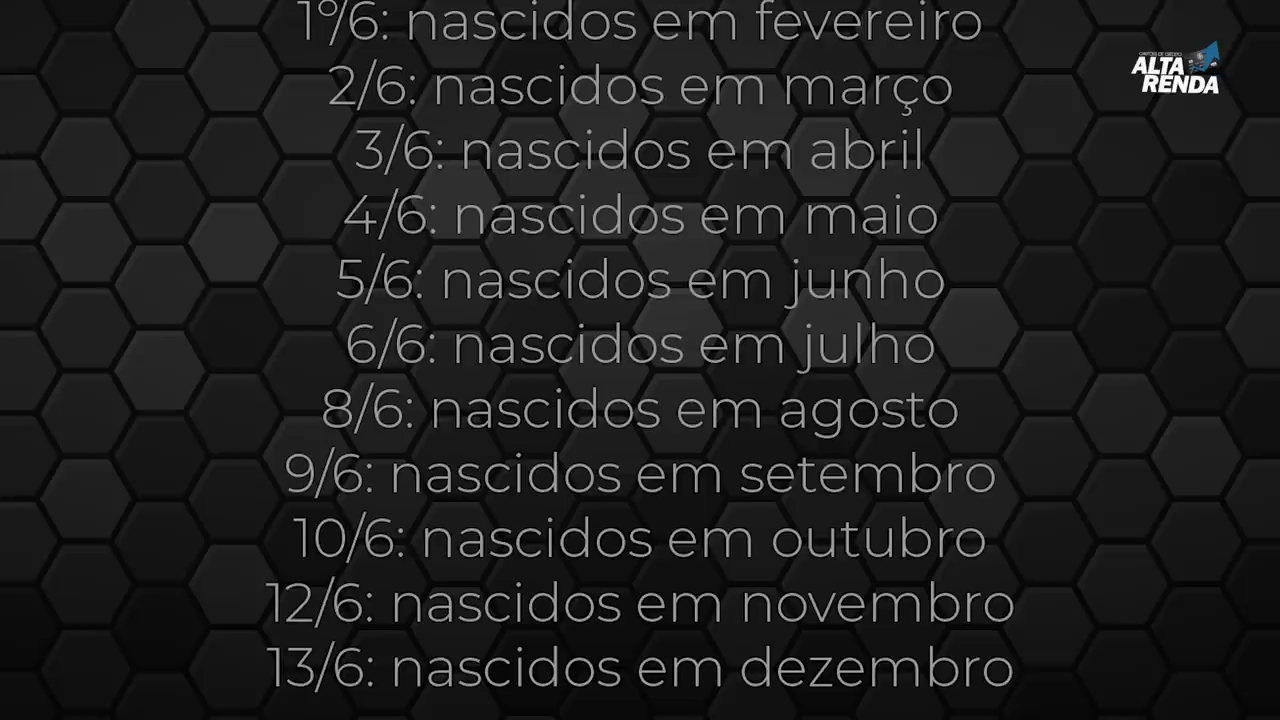 1º/6: nascidos em fevereiro
2/6: nascidos em março
3/6: nascidos em abril
4/6: nascidos em maio
5/6: nascidos em junho
6/6: nascidos em julho
8/6: nascidos em agosto
9/6: nascidos em setembro
10/6: nascidos em outubro
12/6: nascidos em novembro
13/6: nascidos em dezembro
ALTA
RENDA